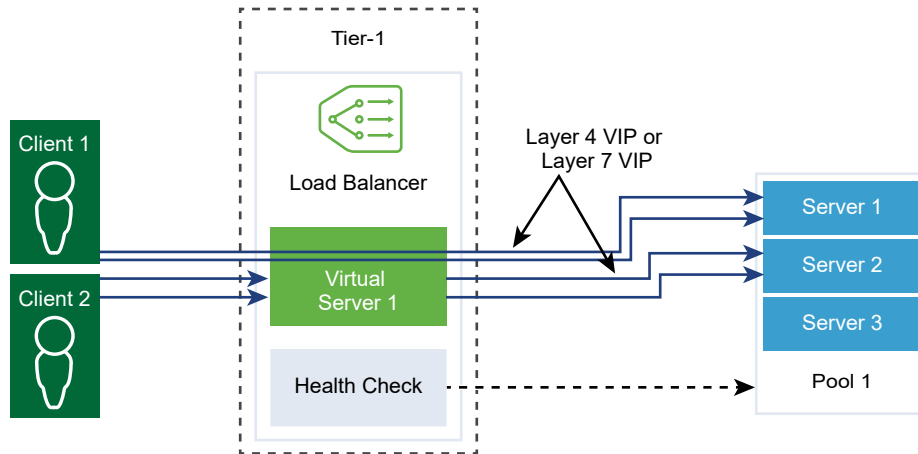 Tier-1
Client 1
Load Balancer
Layer 4 VIP or
Layer 7 VIP
Server 1
Virtual
Server 1
Server 2
Client 2
Server 3
Health Check
Pool 1